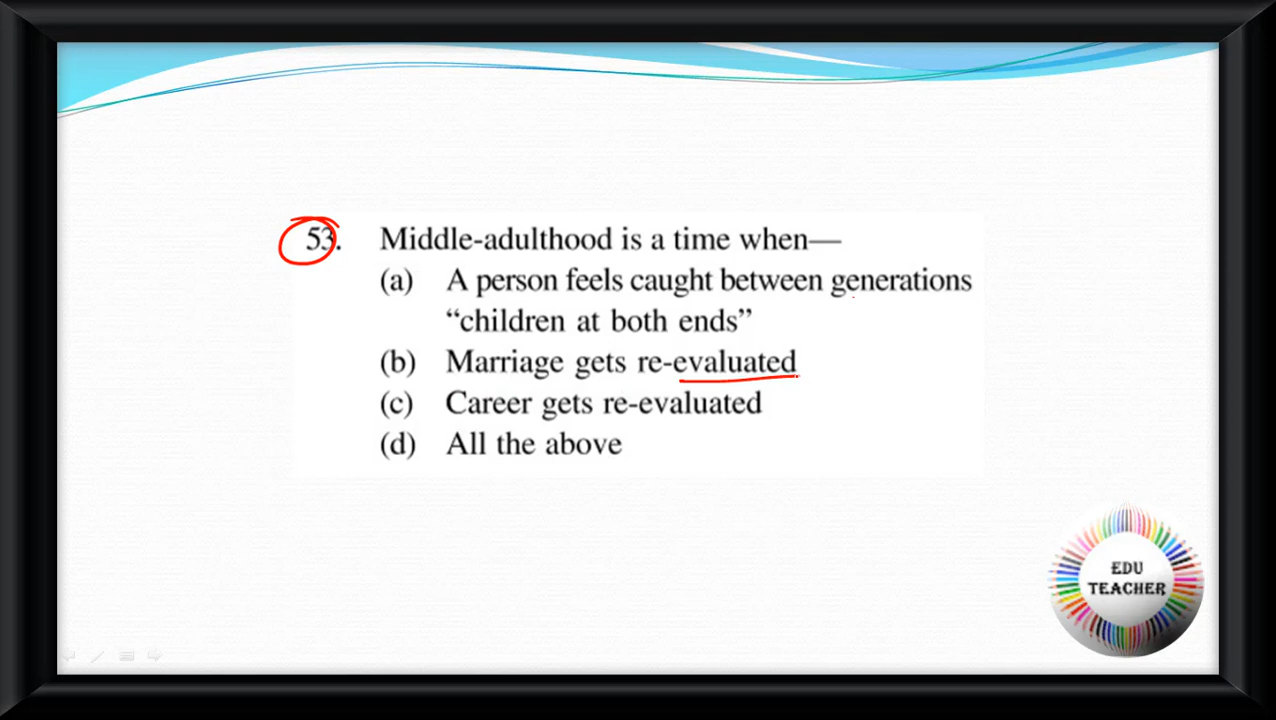 53. Middle-adulthood is a time when—
(a) A person feels caught between generations
“children at both ends”
(b) Marriage gets re-evaluated
(c) Career gets re-evaluated
(d) All the above
EDU
TEACHER